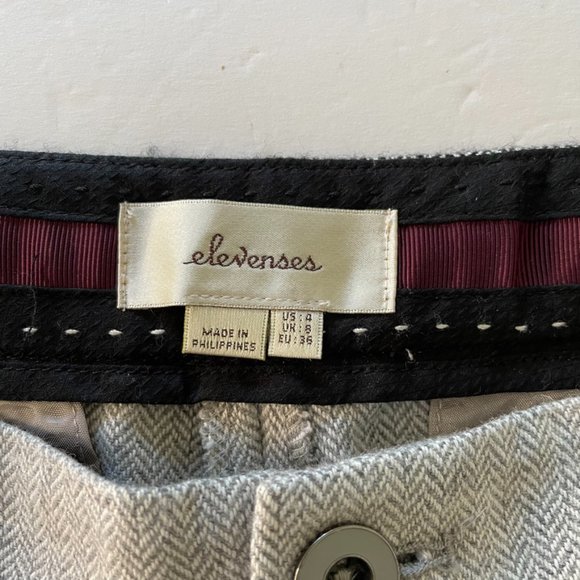 elevenses
MADE IN
PHILIPPINES
US: 4
UK: 8
EU: 36